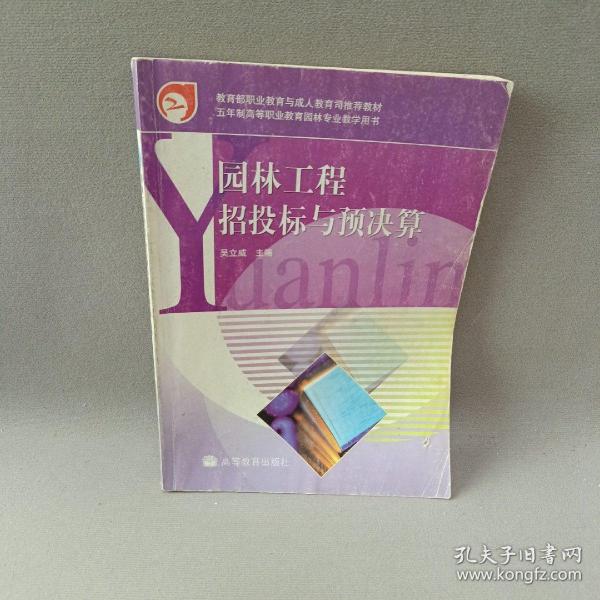 教育部职业教育与成人教育司推荐教材
五年制高等职业教育园林专业教学用书
园林工程
招投标与预决算
吴立威 主编
Yuanlin
高等教育出版社
孔夫子旧书网
www.kongfz.com